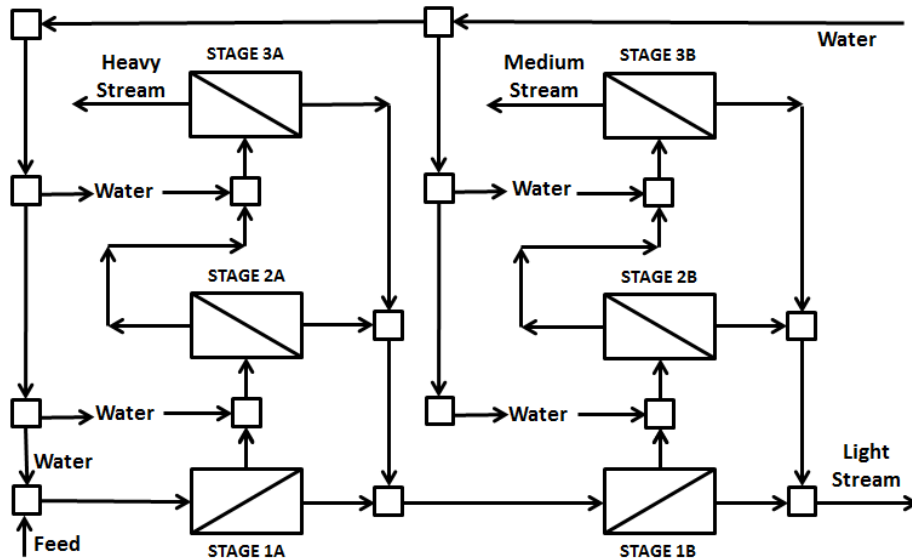 Water
STAGE 3A
STAGE 3B
Heavy
Stream
Medium
Stream
Water
Water
STAGE 2A
STAGE 2B
Water
Water
Water
Light
Stream
Feed
STAGE 1A
STAGE 1B